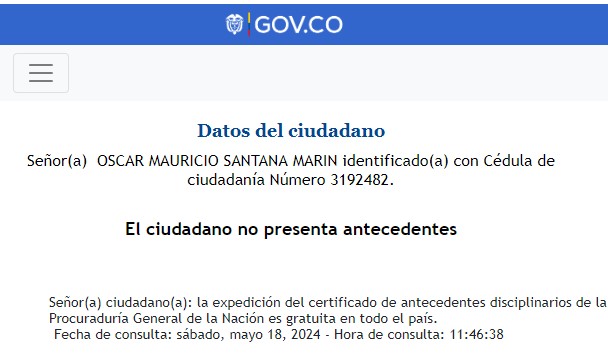 GOV.CO
Datos del ciudadano
Señor(a) OSCAR MAURICIO SANTANA MARIN identificado(a) con Cédula de
ciudadanía Número 3192482.
El ciudadano no presenta antecedentes
Señor(a) ciudadano(a): la expedición del certificado de antecedentes disciplinarios de la
Procuraduría General de la Nación es gratuita en todo el país.
Fecha de consulta: sábado, mayo 18, 2024 - Hora de consulta: 11:46:38